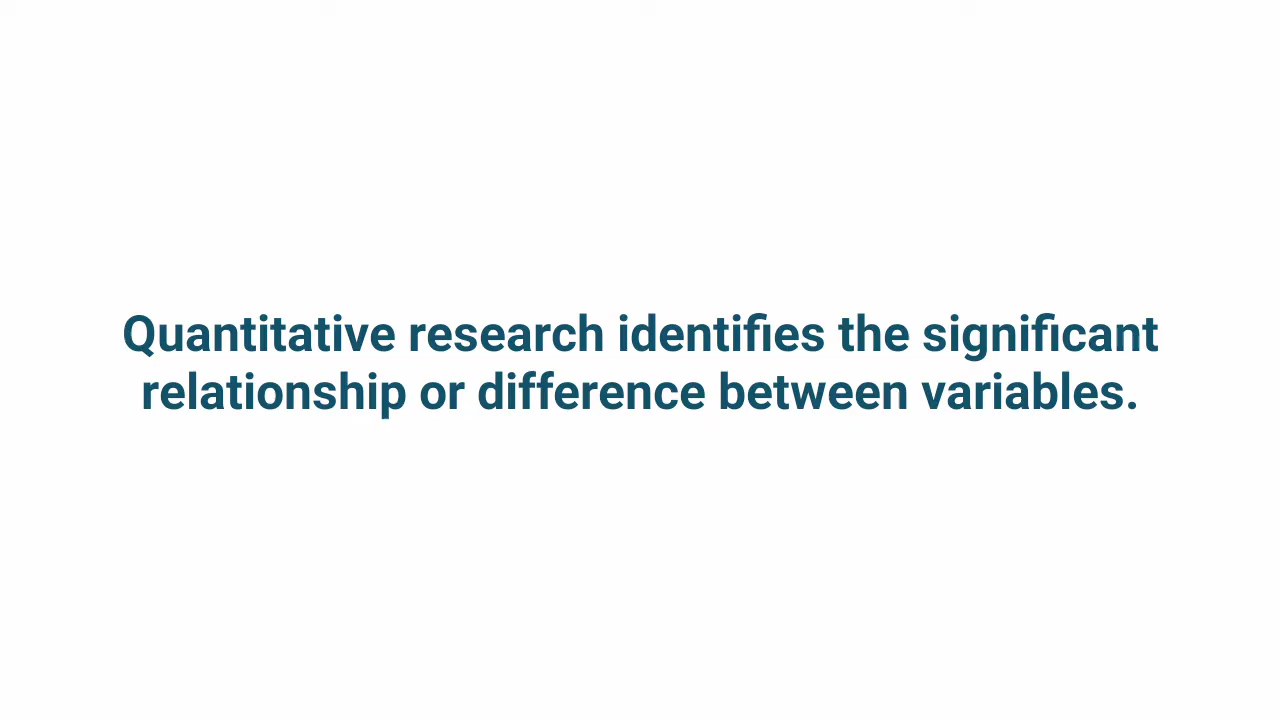 Quantitative research identifies the significant
relationship or difference between variables.